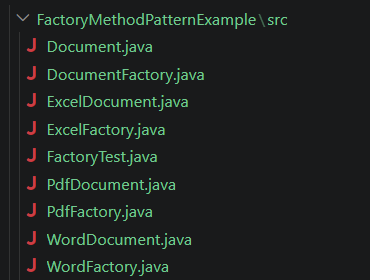 FactoryMethodPatternExample\src
Document.java
DocumentFactory.java
ExcelDocument.java
ExcelFactory.java
FactoryTest.java
PdfDocument.java
PdfFactory.java
WordDocument.java
WordFactory.java